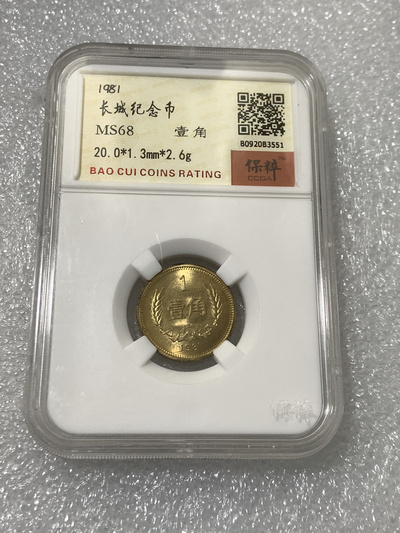 1981
长城纪念币
MS68 壹角
B0920B3551
20.0*1.3mm*2.6g
保粹
CCGA
BAO CUI COINS RATING
1
壹角